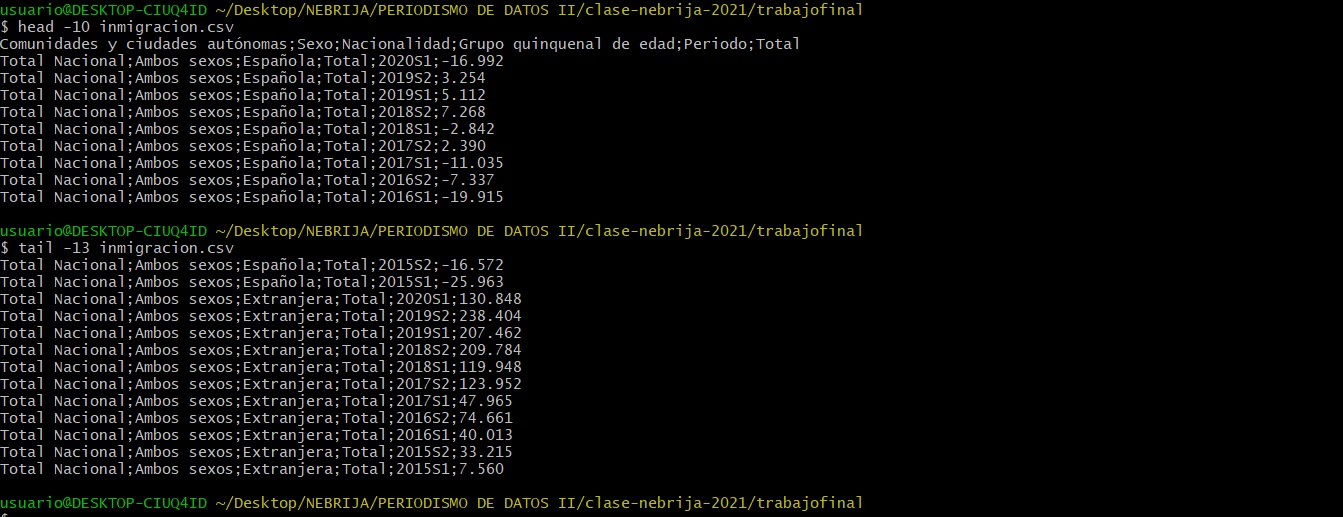 usuario@DESKTOP-CIUQ4ID ~/Desktop/NEBRIJA/PERIODISMO DE DATOS II/clase-nebrija-2021/trabajofinal
$ head -10 inmigracion.csv
Comunidades y ciudades autónomas;Sexo;Nacionalidad;Grupo quinquenal de edad;Periodo;Total
Total Nacional;Ambos sexos;Española;Total;2020S1;-16.992
Total Nacional;Ambos sexos;Española;Total;2019S2;3.254
Total Nacional;Ambos sexos;Española;Total;2019S1;5.112
Total Nacional;Ambos sexos;Española;Total;2018S2;7.268
Total Nacional;Ambos sexos;Española;Total;2018S1;-2.842
Total Nacional;Ambos sexos;Española;Total;2017S2;2.390
Total Nacional;Ambos sexos;Española;Total;2017S1;-11.035
Total Nacional;Ambos sexos;Española;Total;2016S2;-7.337
Total Nacional;Ambos sexos;Española;Total;2016S1;-19.915
usuario@DESKTOP-CIUQ4ID ~/Desktop/NEBRIJA/PERIODISMO DE DATOS II/clase-nebrija-2021/trabajofinal
$ tail -13 inmigracion.csv
Total Nacional;Ambos sexos;Española;Total;2015S2;-16.572
Total Nacional;Ambos sexos;Española;Total;2015S1;-25.963
Total Nacional;Ambos sexos;Extranjera;Total;2020S1;130.848
Total Nacional;Ambos sexos;Extranjera;Total;2019S2;238.404
Total Nacional;Ambos sexos;Extranjera;Total;2019S1;207.462
Total Nacional;Ambos sexos;Extranjera;Total;2018S2;209.784
Total Nacional;Ambos sexos;Extranjera;Total;2018S1;119.948
Total Nacional;Ambos sexos;Extranjera;Total;2017S2;123.952
Total Nacional;Ambos sexos;Extranjera;Total;2017S1;47.965
Total Nacional;Ambos sexos;Extranjera;Total;2016S2;74.661
Total Nacional;Ambos sexos;Extranjera;Total;2016S1;40.013
Total Nacional;Ambos sexos;Extranjera;Total;2015S2;33.215
Total Nacional;Ambos sexos;Extranjera;Total;2015S1;7.560
usuario@DESKTOP-CIUQ4ID ~/Desktop/NEBRIJA/PERIODISMO DE DATOS II/clase-nebrija-2021/trabajofinal
$